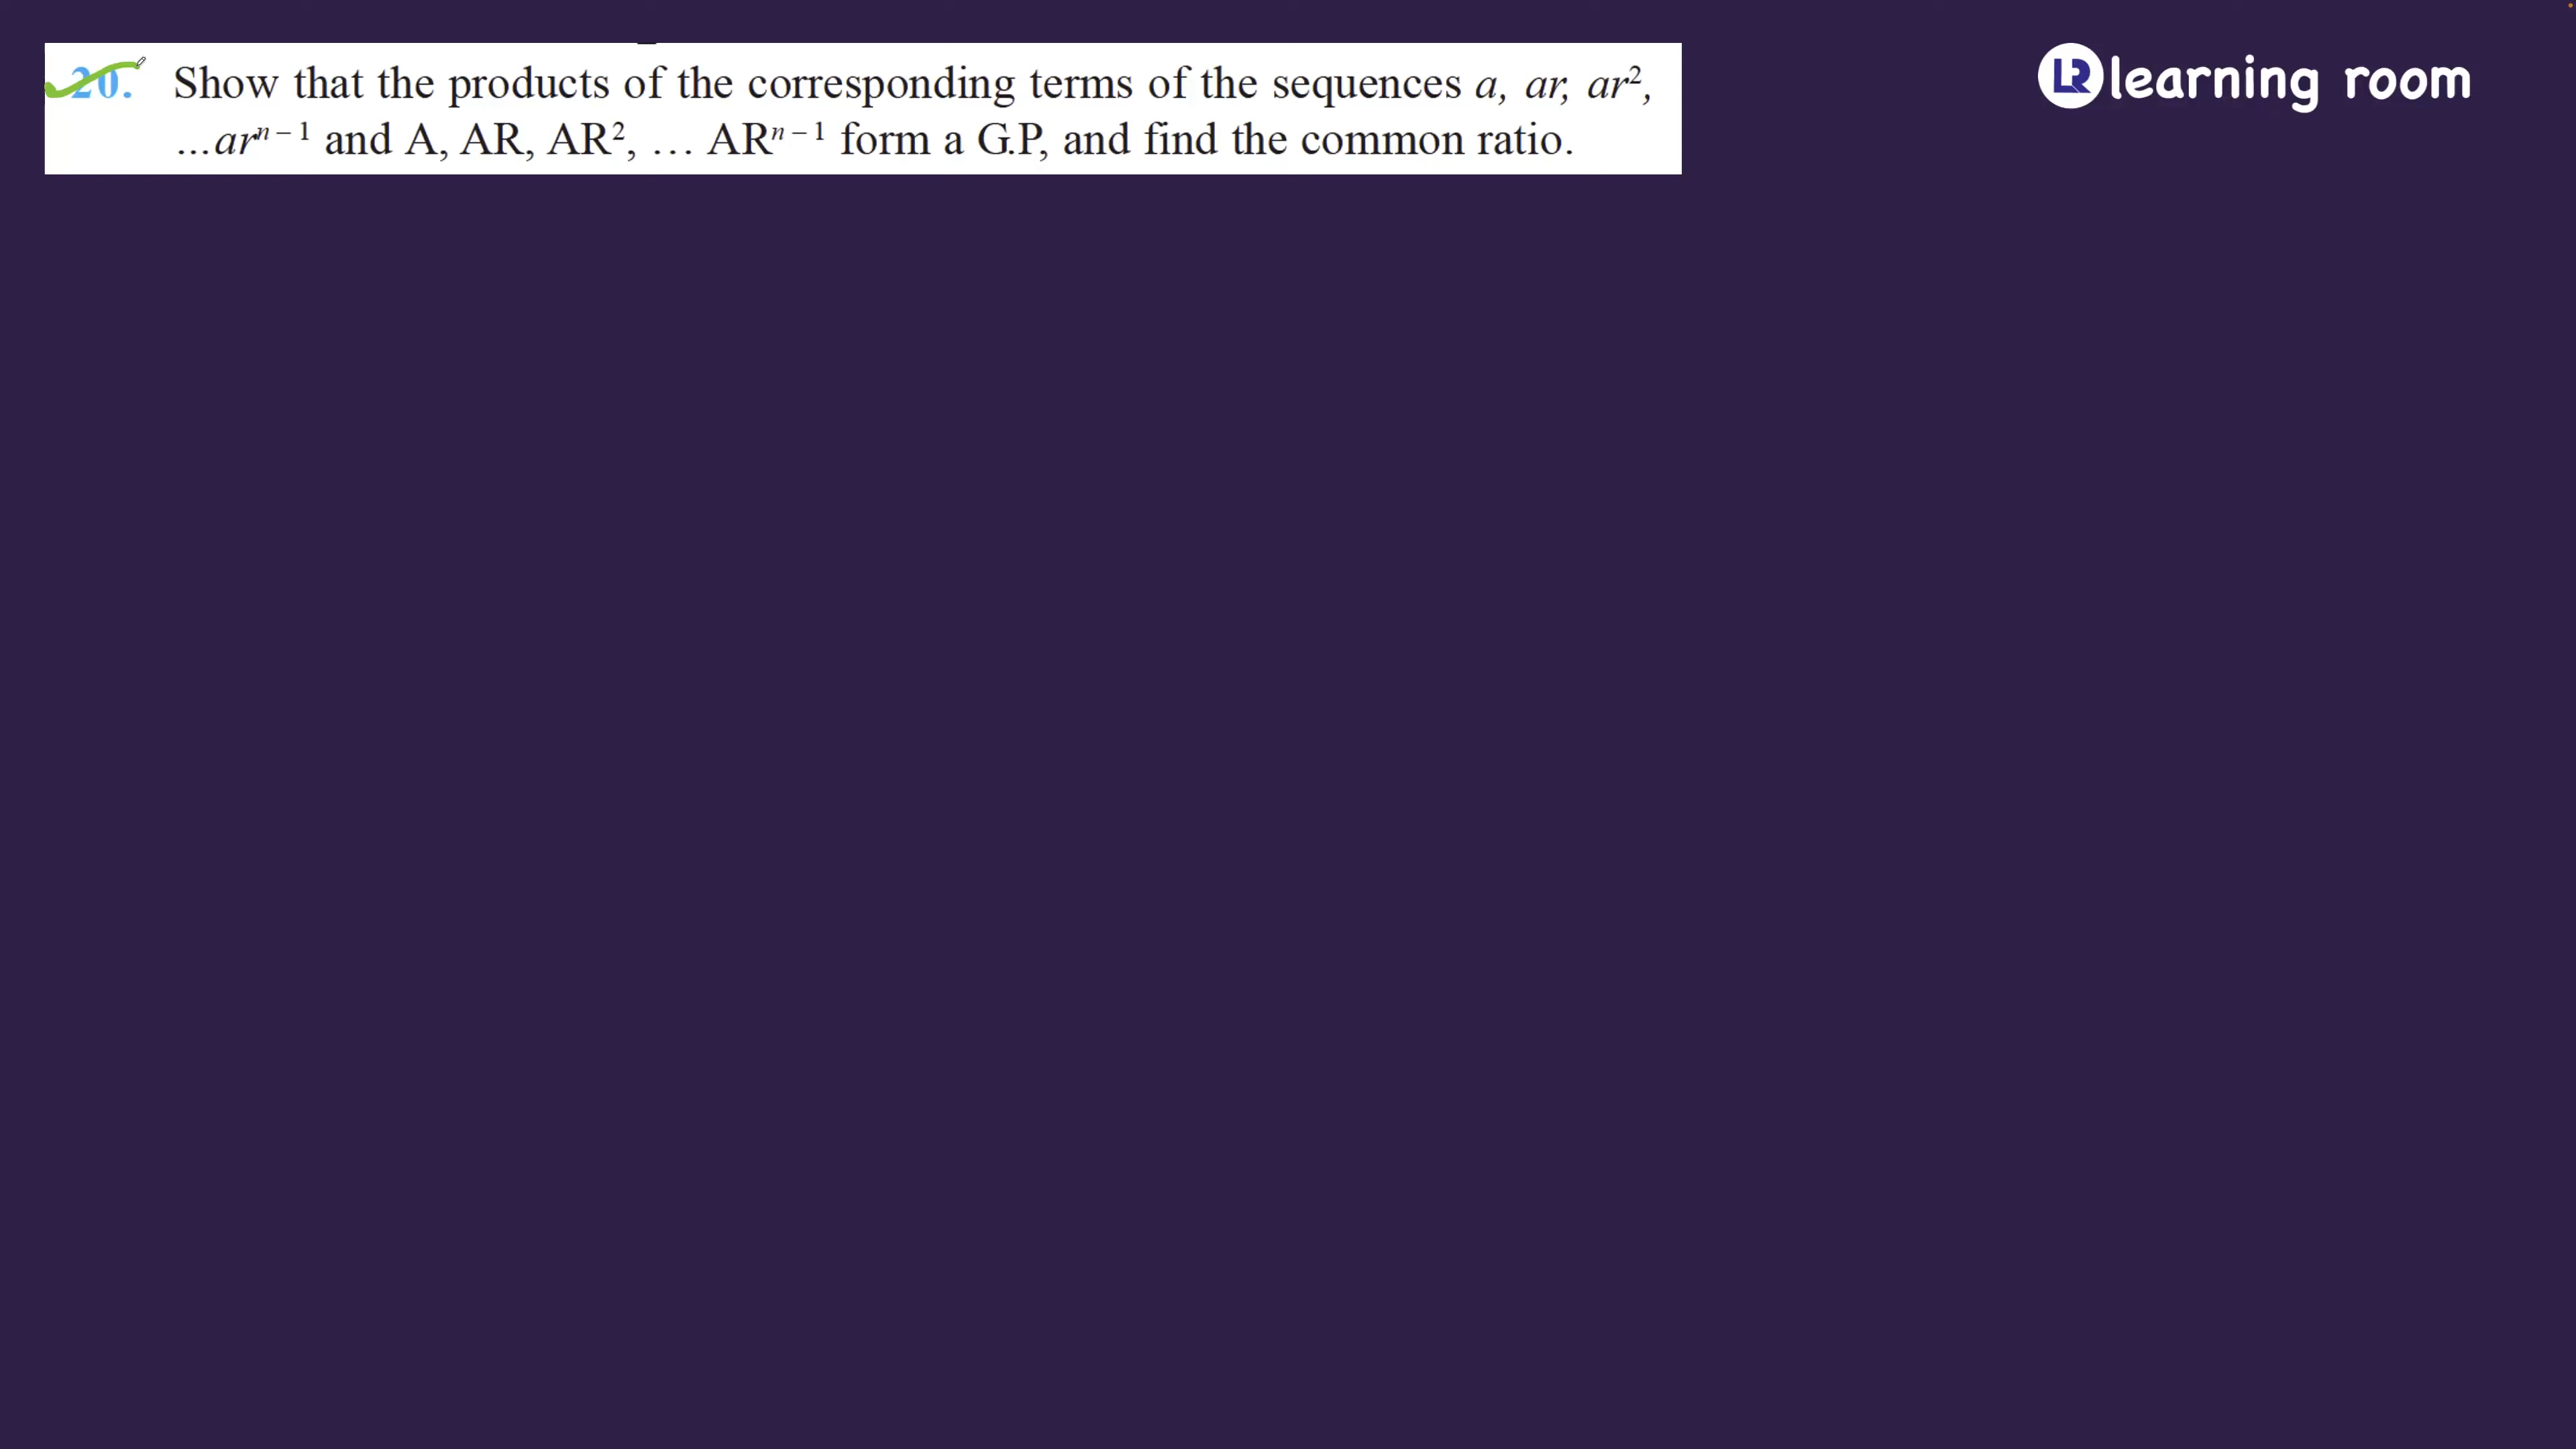 20. Show that the products of the corresponding terms of the sequences a, ar, ar²,
...arⁿ⁻¹ and A, AR, AR², … ARⁿ⁻¹ form a G.P, and find the common ratio.
LR learning room